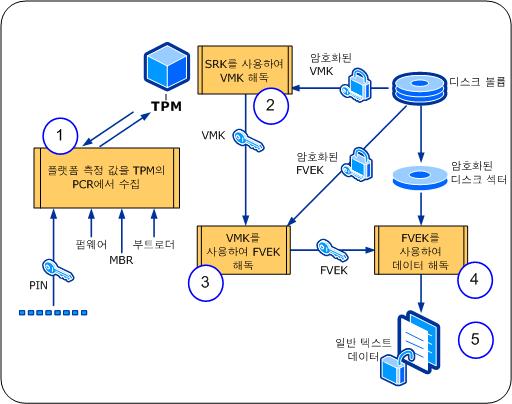 TPM
1
플랫폼 측정 값을 TPM의
PCR에서 수집
PIN
펌웨어
MBR
부트로더
SRK를 사용하여
VMK 해독
2
암호화된
VMK
디스크 볼륨
VMK
암호화된
FVEK
암호화된
디스크 섹터
VMK를
사용하여 FVEK
해독
3
FVEK
FVEK를
사용하여
데이터 해독
4
일반 텍스트
데이터
5